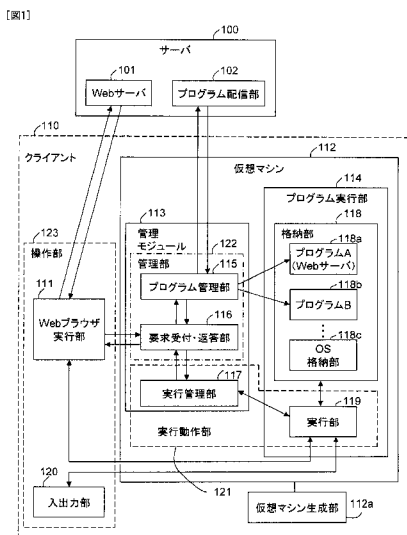 [図1]
100
サーバ
101
Webサーバ
102
プログラム配信部
110
クライアント
112
仮想マシン
114
プログラム実行部
113
管理
モジュール
118
格納部
122
管理部
118a
プログラムA
(Webサーバ)
123
操作部
115
プログラム管理部
118b
プログラムB
111
Webブラウザ
実行部
116
要求受付・返答部
118c
OS
格納部
117
実行管理部
119
実行部
実行動作部
120
入出力部
121
仮想マシン生成部
112a